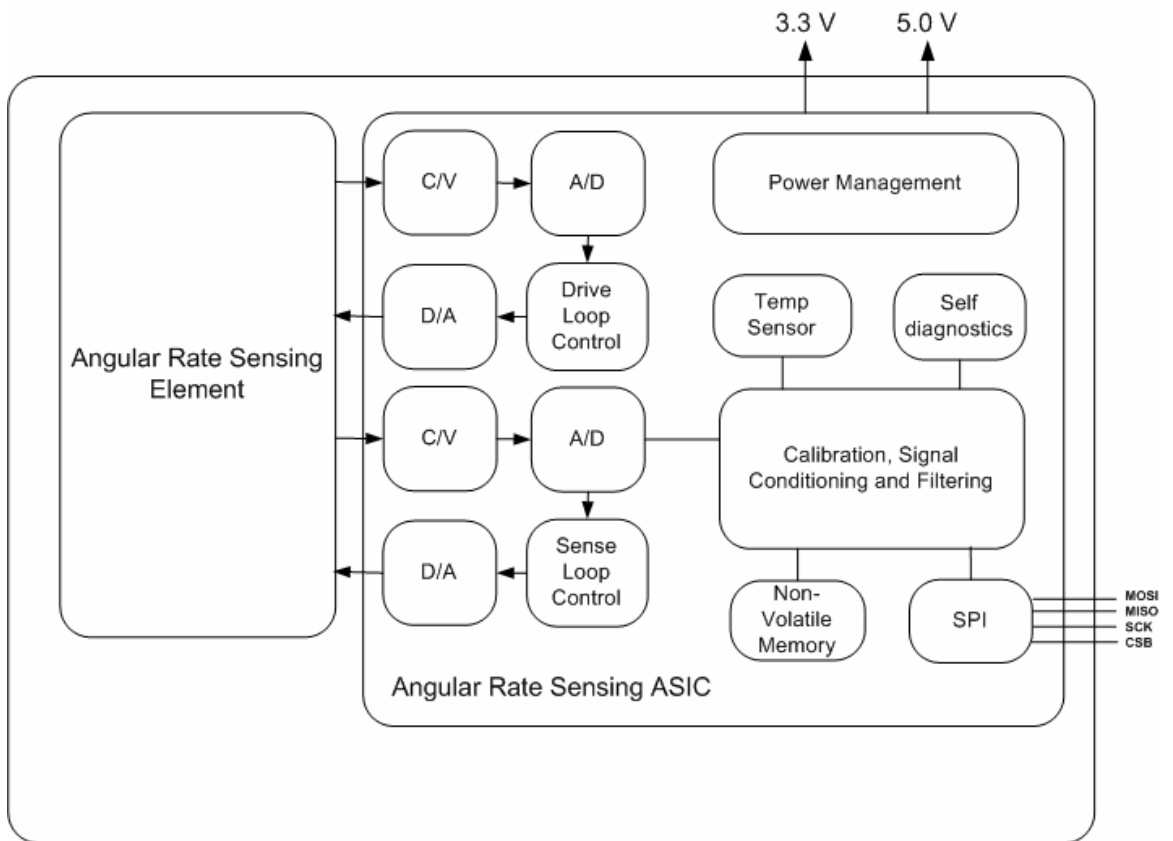 3.3 V
5.0 V
C/V
A/D
Power Management
D/A
Drive
Loop
Control
Temp
Sensor
Self
diagnostics
Angular Rate Sensing
Element
C/V
A/D
Calibration, Signal
Conditioning and Filtering
D/A
Sense
Loop
Control
Non-
Volatile
Memory
SPI
MOSI
MISO
SCK
CSB
Angular Rate Sensing ASIC